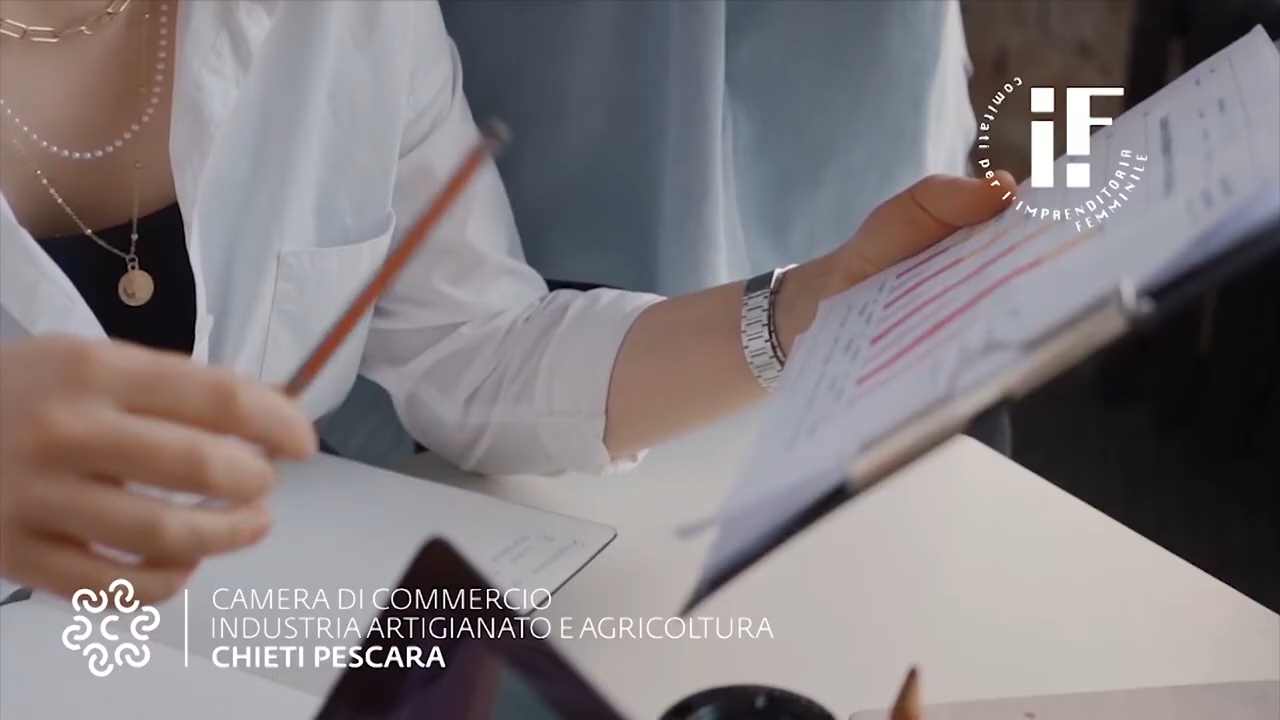 comitati per l'IMPRENDITORIA
FEMMINILE
iF
CAMERA DI COMMERCIO
INDUSTRIA ARTIGIANATO E AGRICOLTURA
CHIETI PESCARA